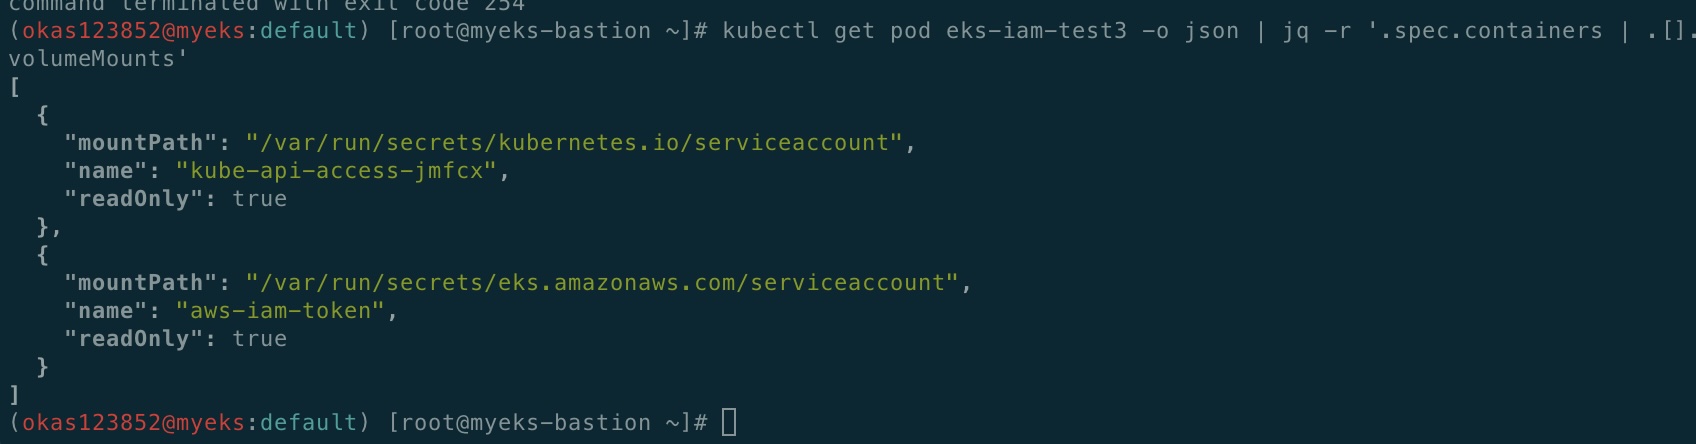 command terminated with exit code 254
(okas123852@myeks:default) [root@myeks-bastion ~]# kubectl get pod eks-iam-test3 -o json | jq -r '.spec.containers | .[].
volumeMounts'
[
  {
    "mountPath": "/var/run/secrets/kubernetes.io/serviceaccount",
    "name": "kube-api-access-jmfcx",
    "readOnly": true
  },
  {
    "mountPath": "/var/run/secrets/eks.amazonaws.com/serviceaccount",
    "name": "aws-iam-token",
    "readOnly": true
  }
]
(okas123852@myeks:default) [root@myeks-bastion ~]#